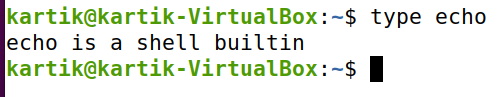 kartik@kartik-VirtualBox:~$ type echo
echo is a shell builtin
kartik@kartik-VirtualBox:~$